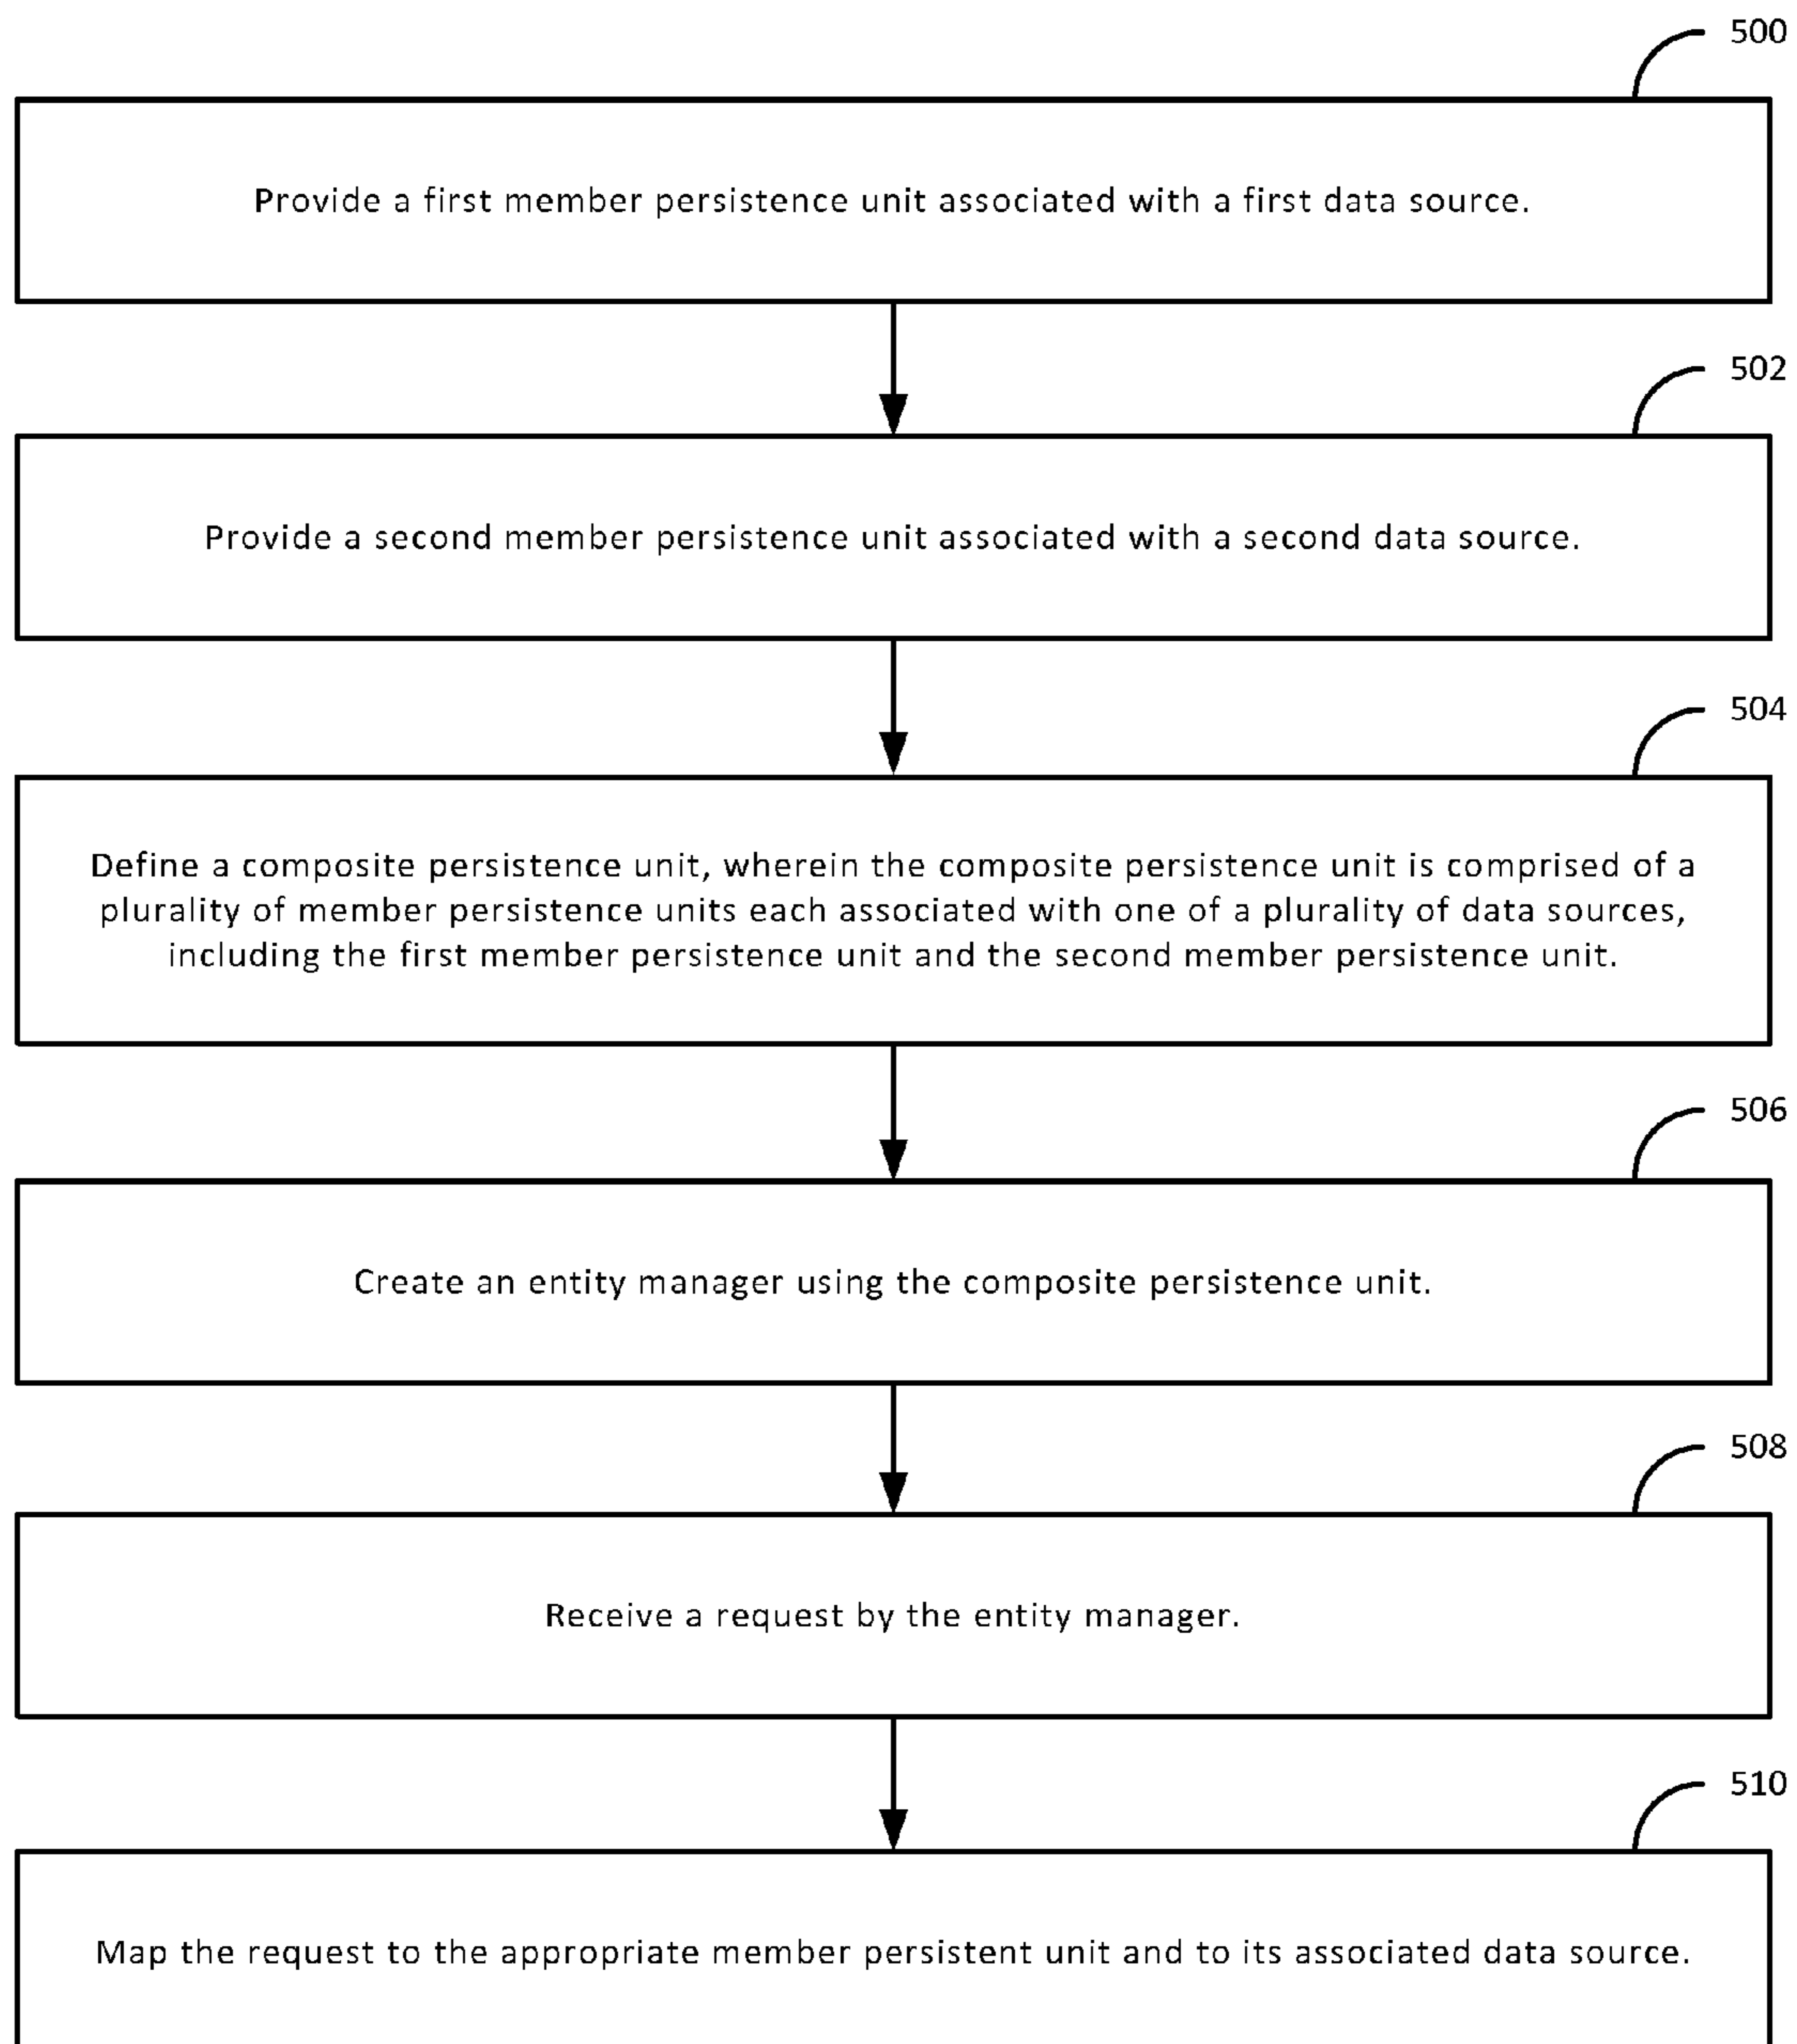 500
Provide a first member persistence unit associated with a first data source.
502
Provide a second member persistence unit associated with a second data source.
504
Define a composite persistence unit, wherein the composite persistence unit is comprised of a
plurality of member persistence units each associated with one of a plurality of data sources,
including the first member persistence unit and the second member persistence unit.
506
Create an entity manager using the composite persistence unit.
508
Receive a request by the entity manager.
510
Map the request to the appropriate member persistent unit and to its associated data source.